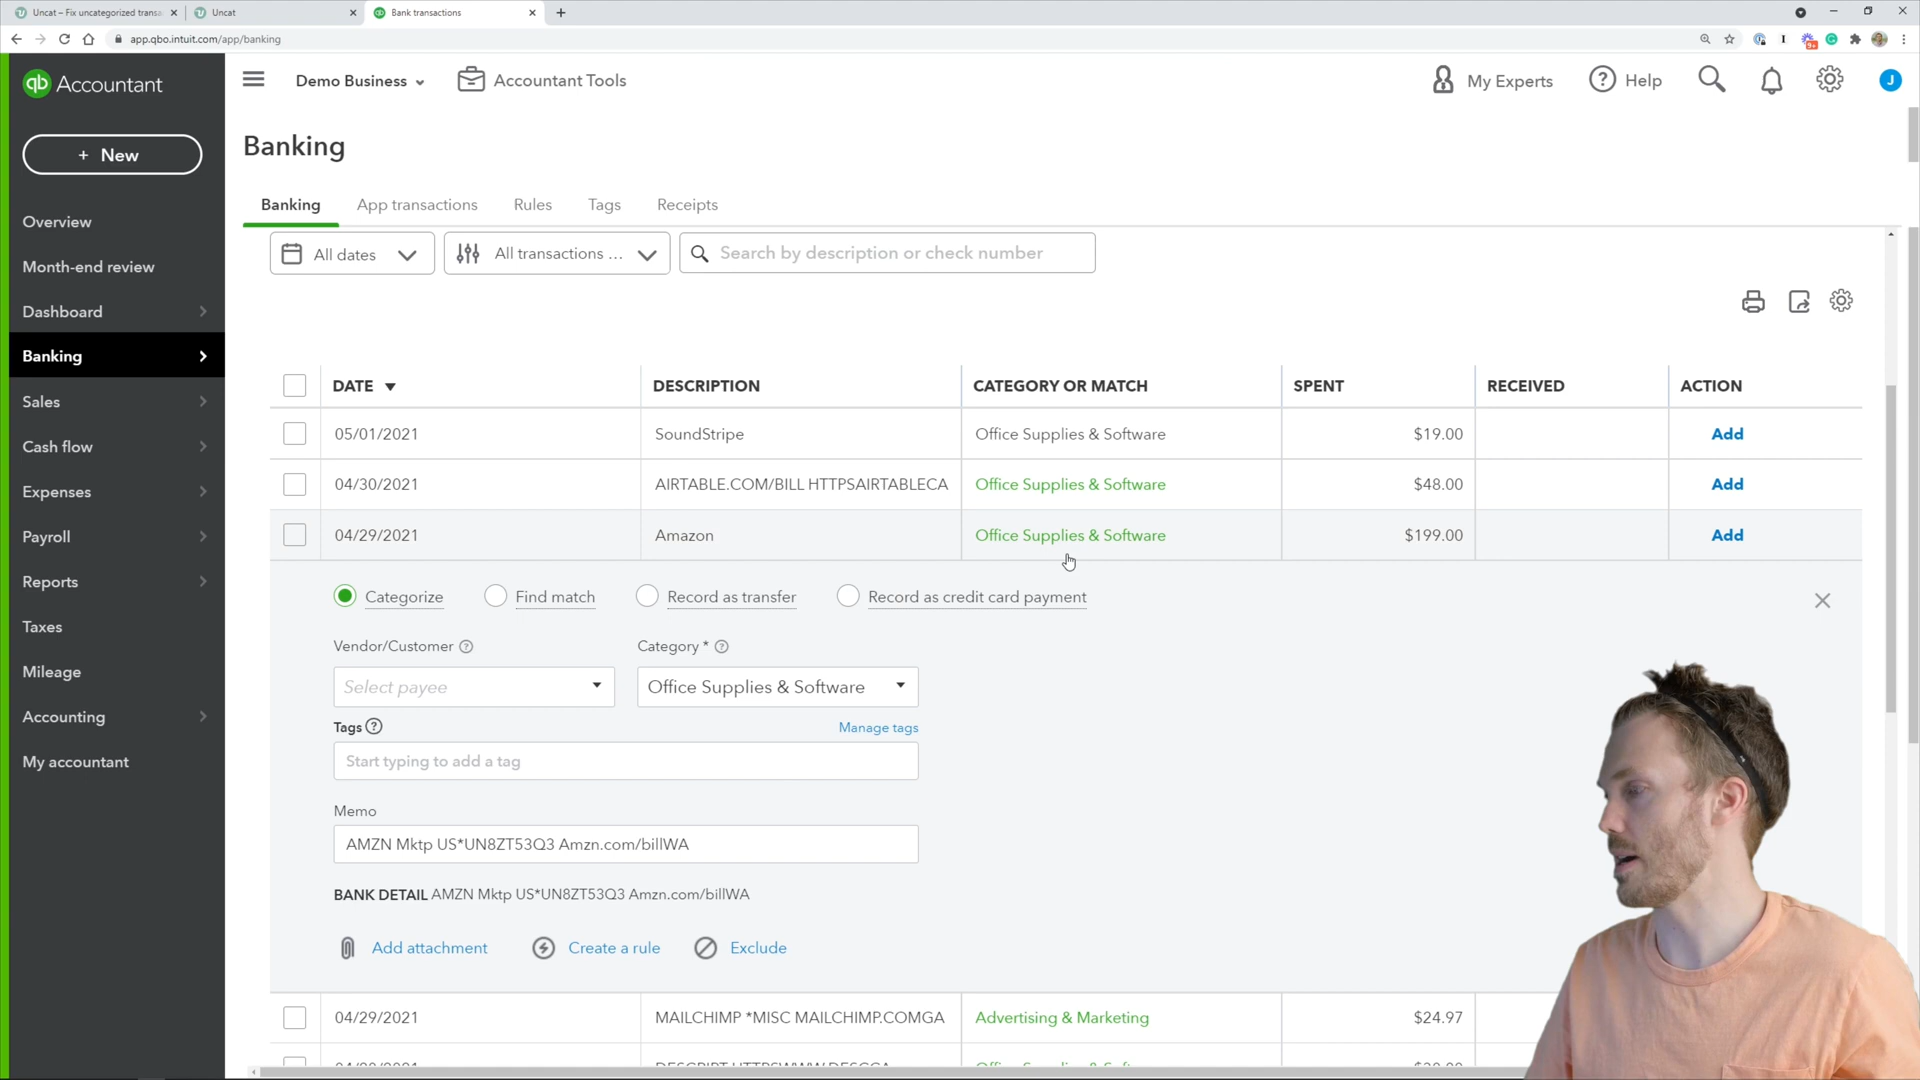 Uncat – Fix uncategorized transa
Uncat
Bank transactions
app.qbo.intuit.com/app/banking
9+
qb Accountant
Demo Business
Accountant Tools
My Experts
Help
J
+ New
Banking
Overview
Month-end review
Dashboard
Banking
Sales
Cash flow
Expenses
Payroll
Reports
Taxes
Mileage
Accounting
My accountant
Banking
App transactions
Rules
Tags
Receipts
All dates
All transactions ...
Search by description or check number
DATE
DESCRIPTION
CATEGORY OR MATCH
SPENT
RECEIVED
ACTION
05/01/2021 SoundStripe Office Supplies & Software $19.00 Add
04/30/2021 AIRTABLE.COM/BILL HTTPSAIRTABLECA Office Supplies & Software $48.00 Add
04/29/2021 Amazon Office Supplies & Software $199.00 Add
Categorize
Find match
Record as transfer
Record as credit card payment
Vendor/Customer
Category *
Select payee
Office Supplies & Software
Tags
Manage tags
Start typing to add a tag
Memo
AMZN Mktp US*UN8ZT53Q3 Amzn.com/billWA
BANK DETAIL AMZN Mktp US*UN8ZT53Q3 Amzn.com/billWA
Add attachment
Create a rule
Exclude
04/29/2021 MAILCHIMP *MISC MAILCHIMP.COMGA Advertising & Marketing $24.97